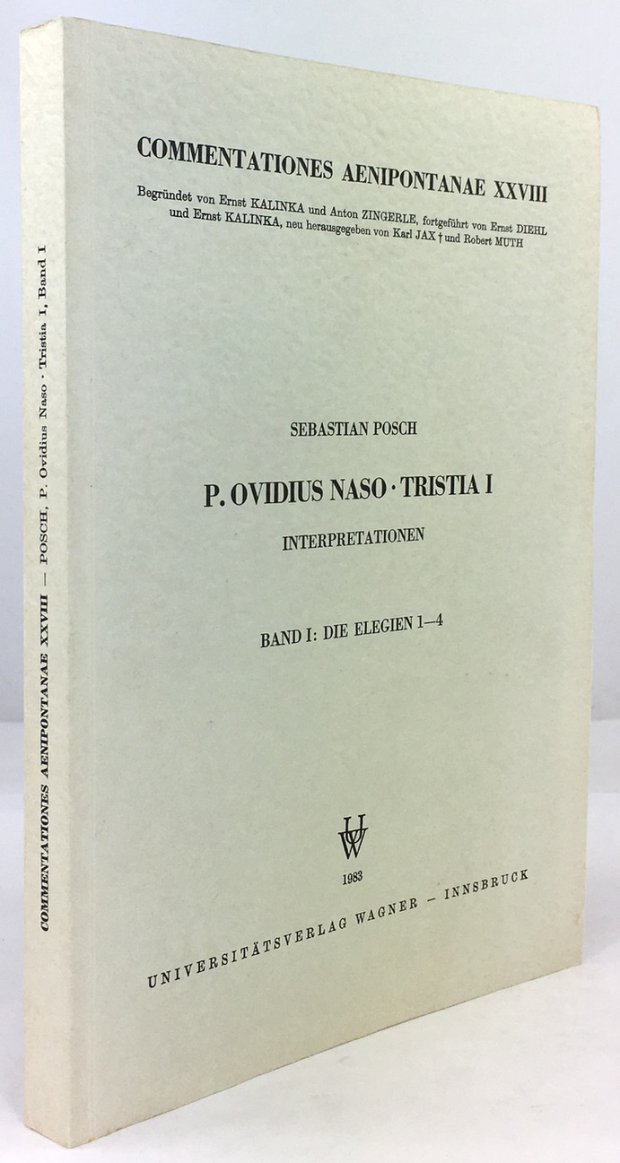 COMMENTATIONES AENIPONTANAE XXVIII
Begründet von Ernst KALINKA und Anton ZINGERLE, fortgeführt von Ernst DIEHL
und Ernst KALINKA, neu herausgegeben von Karl JAX † und Robert MUTH
SEBASTIAN POSCH
P. OVIDIUS NASO · TRISTIA I
INTERPRETATIONEN
BAND I: DIE ELEGIEN 1—4
UW
1983
UNIVERSITÄTSVERLAG WAGNER — INNSBRUCK
COMMENTATIONES AENIPONTANAE XXVIII — POSCH, P. Ovidius Naso · Tristia I, Band I